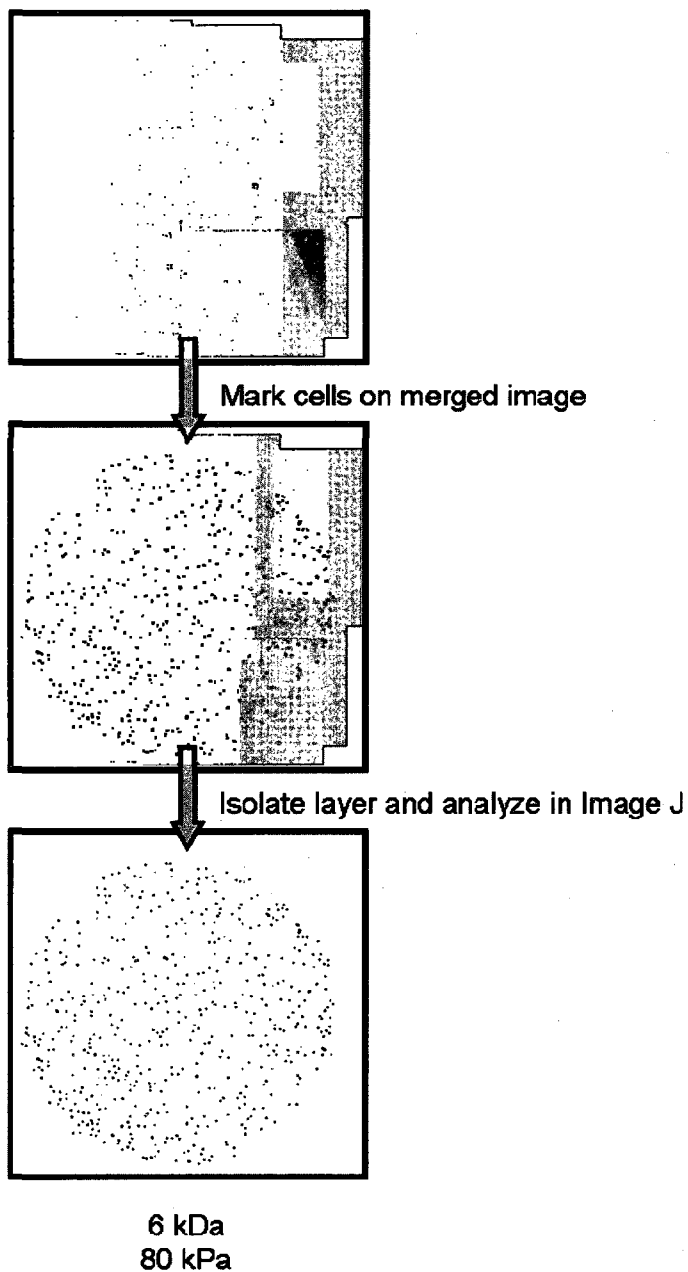 Mark cells on merged image
Isolate layer and analyze in Image J
6 kDa
80 kPa